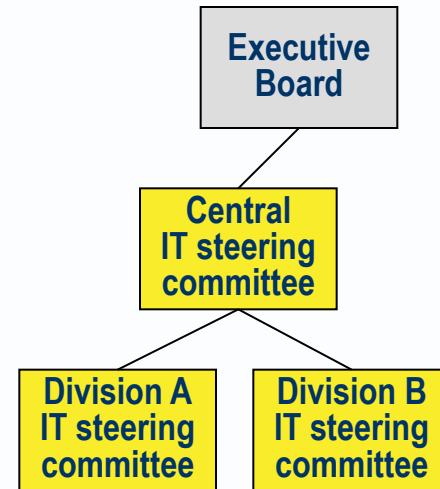 Executive
Board
Central
IT steering
committee
Division A
IT steering
committee
Division B
IT steering
committee